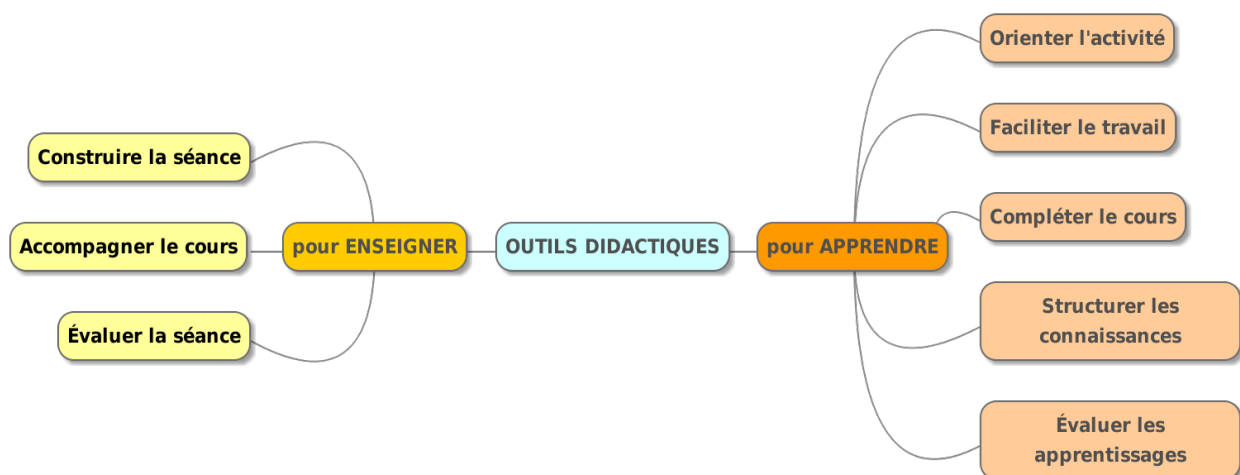 Construire la séance
Accompagner le cours
Évaluer la séance
pour ENSEIGNER
OUTILS DIDACTIQUES
pour APPRENDRE
Orienter l'activité
Faciliter le travail
Compléter le cours
Structurer les
connaissances
Évaluer les
apprentissages